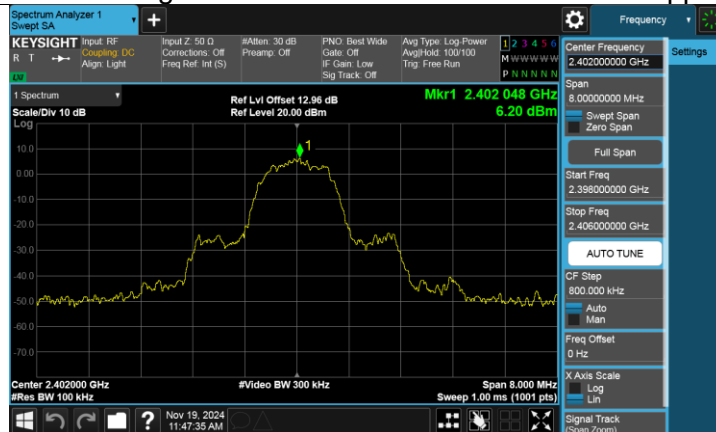 Spectrum Analyzer 1
Swept SA
Frequency
KEYSIGHT
R T
LM
Input: RF
Coupling: DC
Align: Light
Input Z: 50 Ω
Corrections: Off
Freq Ref: Int (S)
#Atten: 30 dB
Preamp: Off
PNO: Best Wide
Gate: Off
IF Gain: Low
Sig Track: Off
Avg Type: Log-Power
Avg|Hold: 100/100
Trig: Free Run
1 2 3 4 5 6
M W W W W W
P N N N N N
Center Frequency
2.402000000 GHz
Settings
1 Spectrum
Scale/Div 10 dB
Ref Lvl Offset 12.96 dB
Ref Level 20.00 dBm
Mkr1 2.402 048 GHz
6.20 dBm
Log
1
10.0
0.00
-10.0
-20.0
-30.0
-40.0
-50.0
-60.0
-70.0
Span
8.00000000 MHz
Swept Span
Zero Span
Full Span
Start Freq
2.398000000 GHz
Stop Freq
2.406000000 GHz
AUTO TUNE
CF Step
800.000 kHz
Auto
Man
Freq Offset
0 Hz
X Axis Scale
Log
Lin
Signal Track
(Span Zoom)
Center 2.402000 GHz
#Res BW 100 kHz
#Video BW 300 kHz
Span 8.000 MHz
Sweep 1.00 ms (1001 pts)
?
Nov 19, 2024
11:47:35 AM